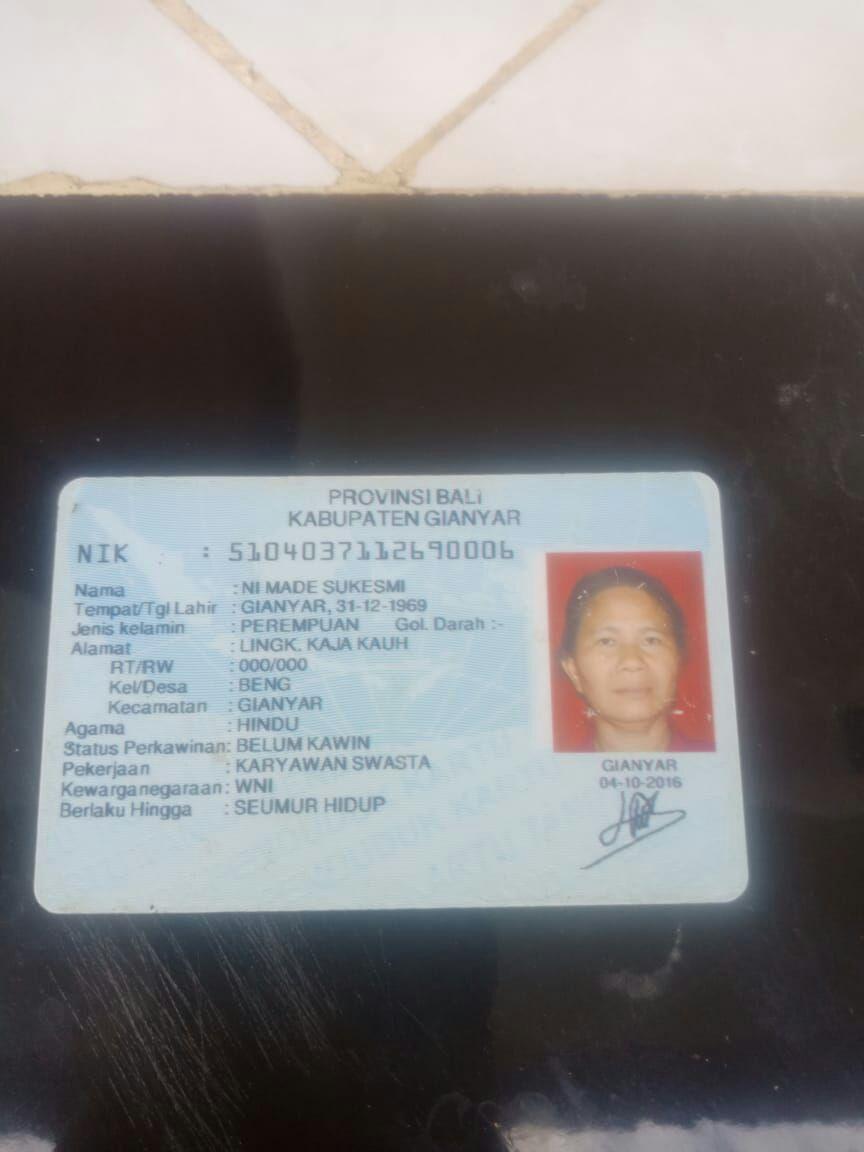 PROVINSI BALI
KABUPATEN GIANYAR
NIK : 5104037112690006
Nama : NI MADE SUKESMI
Tempat/Tgl Lahir : GIANYAR, 31-12-1969
Jenis kelamin : PEREMPUAN Gol. Darah :-
Alamat : LINGK. KAJA KAUH
RT/RW : 000/000
Kel/Desa : BENG
Kecamatan : GIANYAR
Agama : HINDU
Status Perkawinan: BELUM KAWIN
Pekerjaan : KARYAWAN SWASTA
Kewarganegaraan: WNI
Berlaku Hingga : SEUMUR HIDUP
GIANYAR
04-10-2016